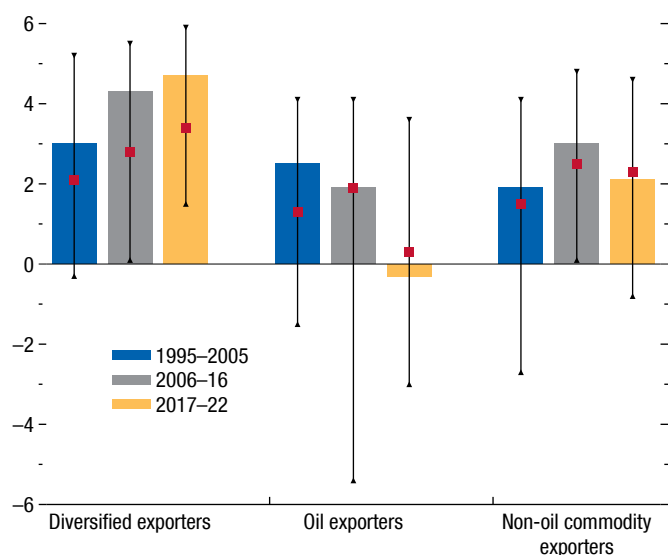 6
4
2
0
−2
−4
−6
1995–2005
2006–16
2017–22
Diversified exporters
Oil exporters
Non-oil commodity
exporters